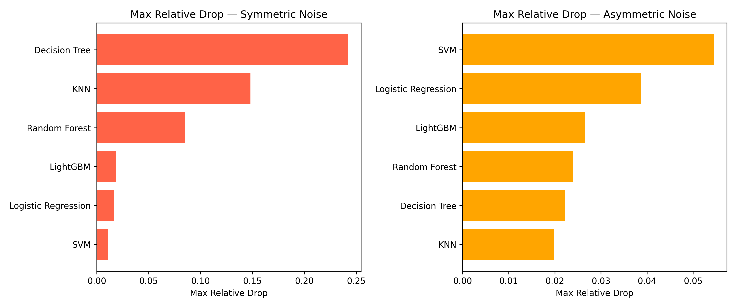 Max Relative Drop — Symmetric Noise
Decision Tree
KNN
Random Forest
LightGBM
Logistic Regression
SVM
0.00 0.05 0.10 0.15 0.20 0.25
Max Relative Drop
Max Relative Drop — Asymmetric Noise
SVM
Logistic Regression
LightGBM
Random Forest
Decision Tree
KNN
0.00 0.01 0.02 0.03 0.04 0.05
Max Relative Drop